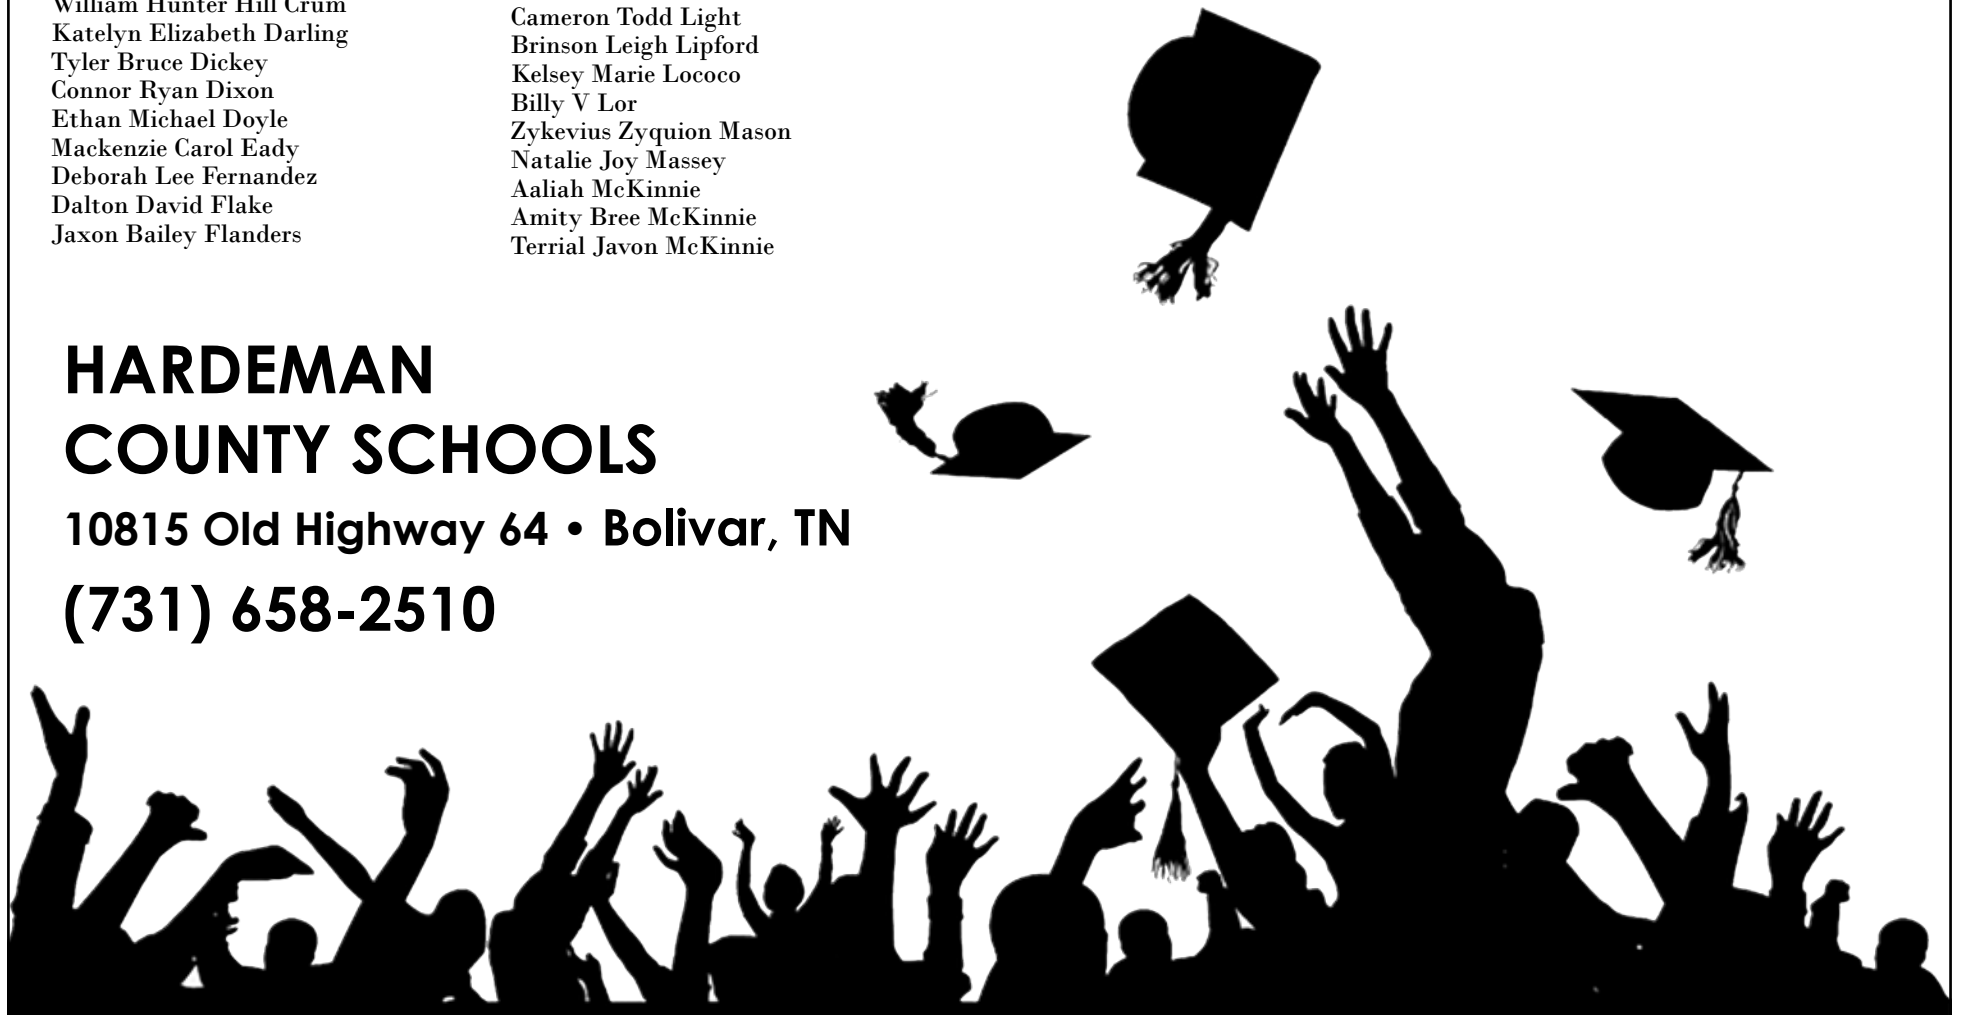 William Hunter Hill Crum
Katelyn Elizabeth Darling
Tyler Bruce Dickey
Connor Ryan Dixon
Ethan Michael Doyle
Mackenzie Carol Eady
Deborah Lee Fernandez
Dalton David Flake
Jaxon Bailey Flanders
Cameron Todd Light
Brinson Leigh Lipford
Kelsey Marie Lococo
Billy V Lor
Zykevius Zyquion Mason
Natalie Joy Massey
Aaliah McKinnie
Amity Bree McKinnie
Terrial Javon McKinnie
HARDEMAN
COUNTY SCHOOLS
10815 Old Highway 64 • Bolivar, TN
(731) 658-2510